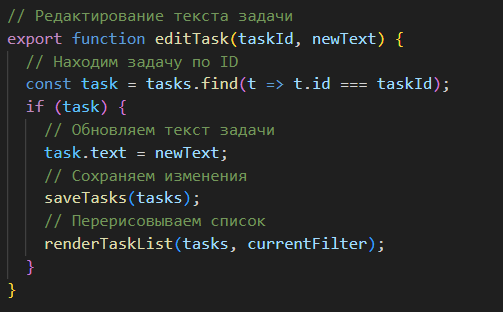 // Редактирование текста задачи
export function editTask(taskId, newText) {
  // Находим задачу по ID
  const task = tasks.find(t => t.id === taskId);
  if (task) {
    // Обновляем текст задачи
    task.text = newText;
    // Сохраняем изменения
    saveTasks(tasks);
    // Перерисовываем список
    renderTaskList(tasks, currentFilter);
  }
}